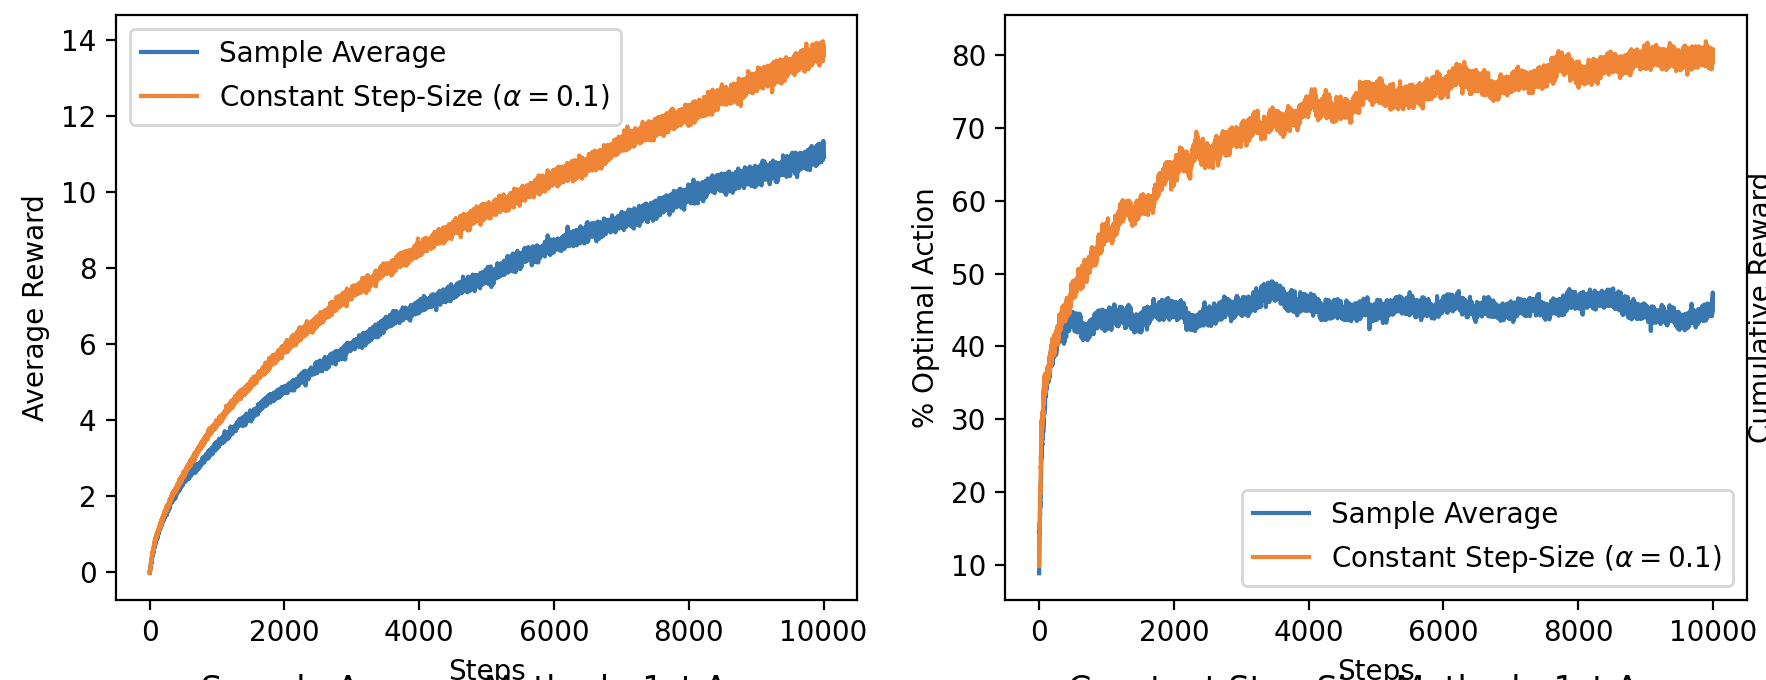 14
12
10
8
6
4
2
0
Average Reward
Sample Average
Constant Step-Size (α = 0.1)
0 2000 4000 6000 8000 10000
Steps
80
70
60
50
40
30
20
10
% Optimal Action
Sample Average
Constant Step-Size (α = 0.1)
0 2000 4000 6000 8000 10000
Steps
Cumulative Reward